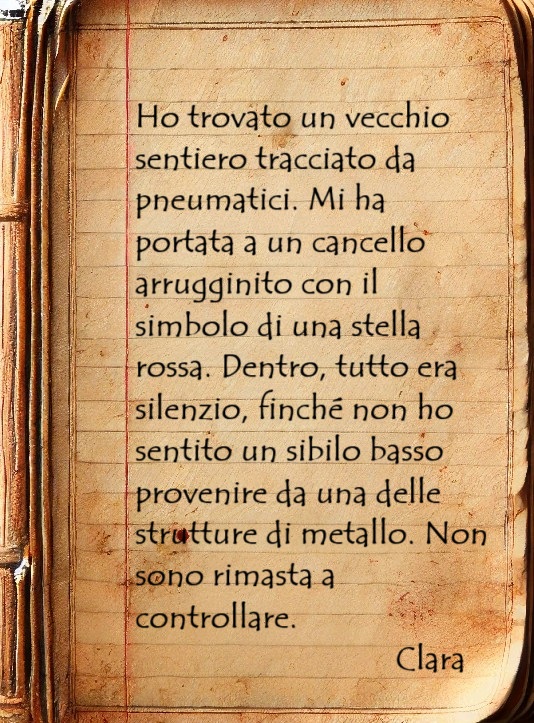 Ho trovato un vecchio
sentiero tracciato da
pneumatici. Mi ha
portata a un cancello
arrugginito con il
simbolo di una stella
rossa. Dentro, tutto era
silenzio, finché non ho
sentito un sibilo basso
provenire da una delle
strutture di metallo. Non
sono rimasta a
controllare.
Clara